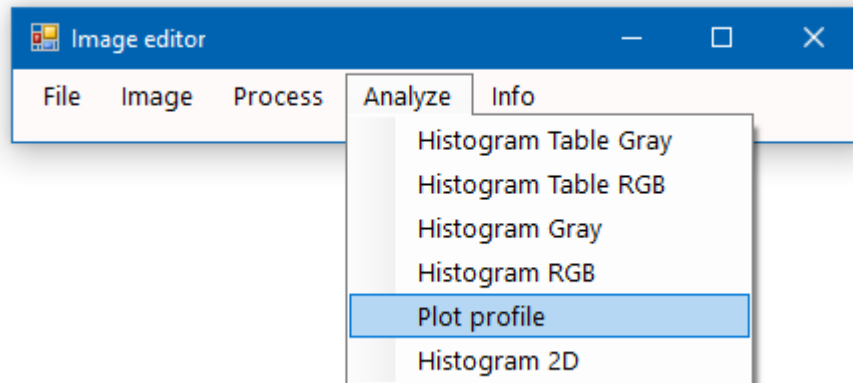 Image editor
File Image Process Analyze Info
Histogram Table Gray
Histogram Table RGB
Histogram Gray
Histogram RGB
Plot profile
Histogram 2D